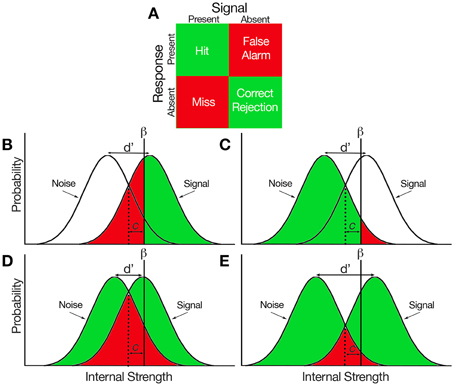 Signal
A
Present Absent
Response
Present
Hit
False
Alarm
Absent
Miss
Correct
Rejection
B
β
d'
Noise
Signal
c
Probability
C
β
d'
Noise
Signal
c
D
β
d'
Noise
Signal
c
Probability
Internal Strength
E
β
d'
Noise
Signal
c
Internal Strength